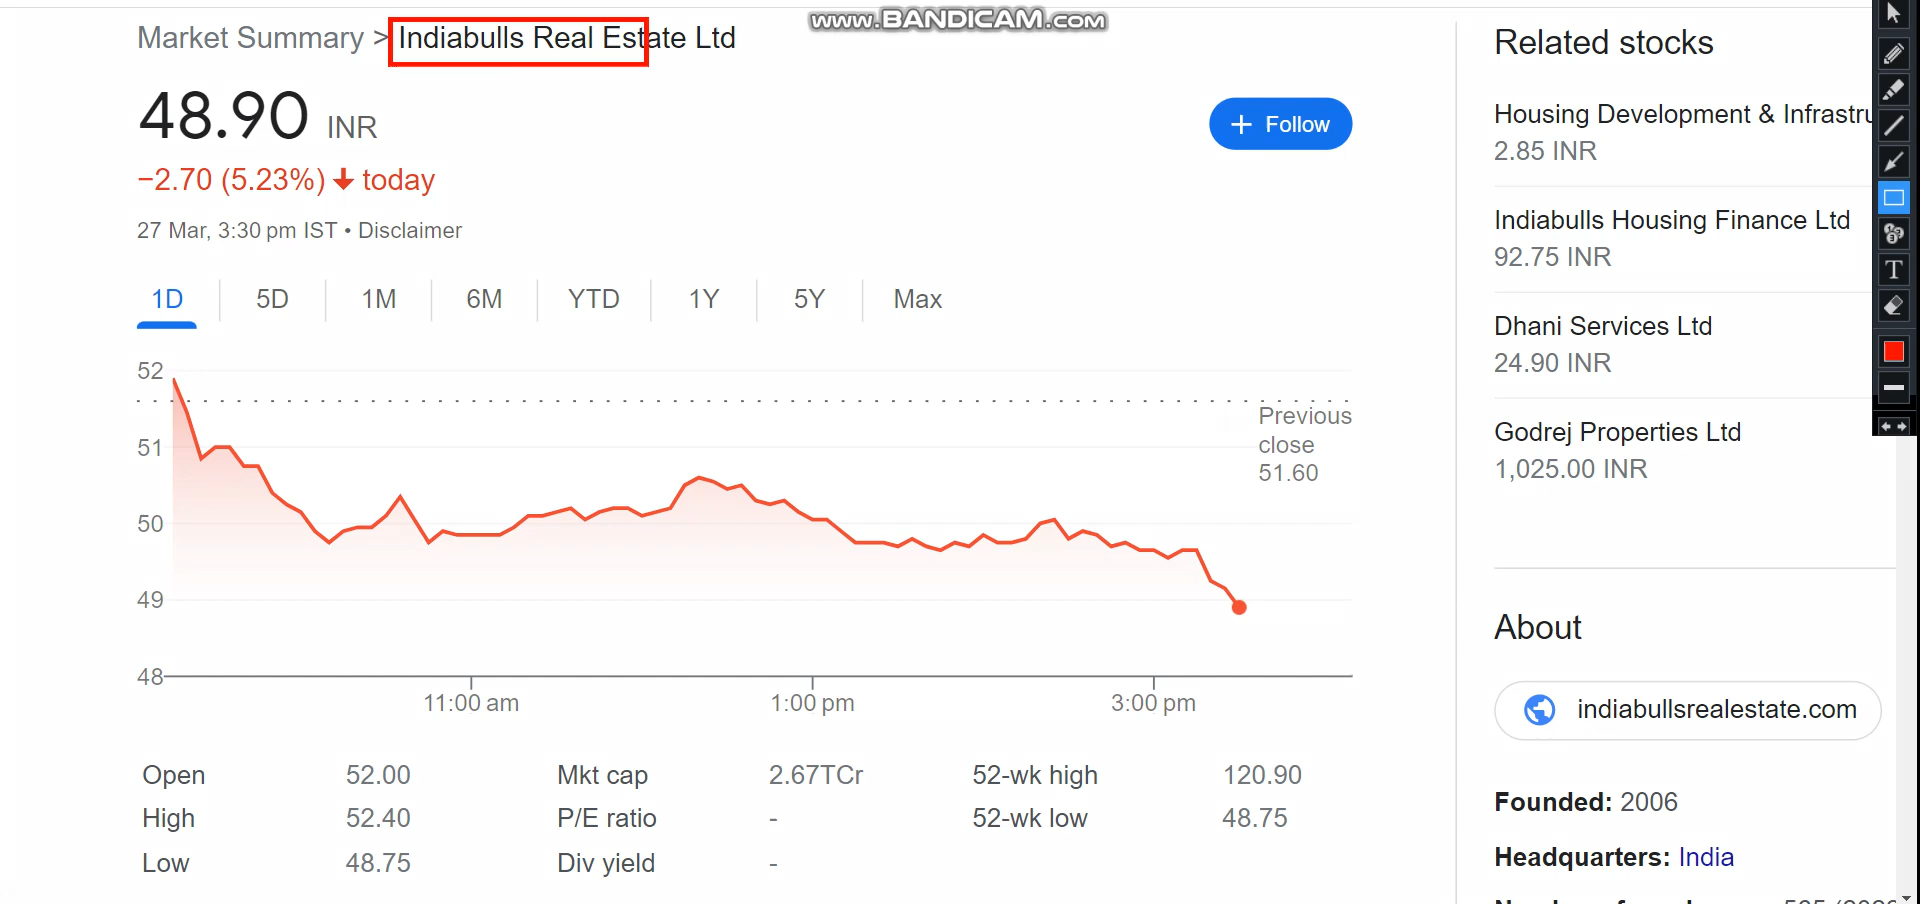 www.BANDICAM.com
Market Summary > Indiabulls Real Estate Ltd
48.90 INR
−2.70 (5.23%) today
27 Mar, 3:30 pm IST • Disclaimer
+ Follow
1D 5D 1M 6M YTD 1Y 5Y Max
52
51
50
49
48
Previous
close
51.60
11:00 am 1:00 pm 3:00 pm
Open 52.00 Mkt cap 2.67TCr 52-wk high 120.90
High 52.40 P/E ratio - 52-wk low 48.75
Low 48.75 Div yield -
Related stocks
Housing Development & Infrastru
2.85 INR
Indiabulls Housing Finance Ltd
92.75 INR
Dhani Services Ltd
24.90 INR
Godrej Properties Ltd
1,025.00 INR
About
indiabullsrealestate.com
Founded: 2006
Headquarters: India
T